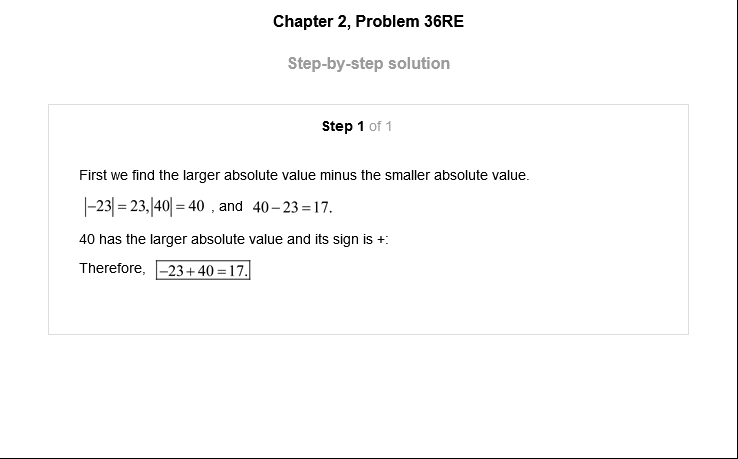 Chapter 2, Problem 36RE
Step-by-step solution
Step 1 of 1
First we find the larger absolute value minus the smaller absolute value.
|−23| = 23, |40| = 40 , and 40 − 23 = 17.
40 has the larger absolute value and its sign is +:
Therefore, −23 + 40 = 17.